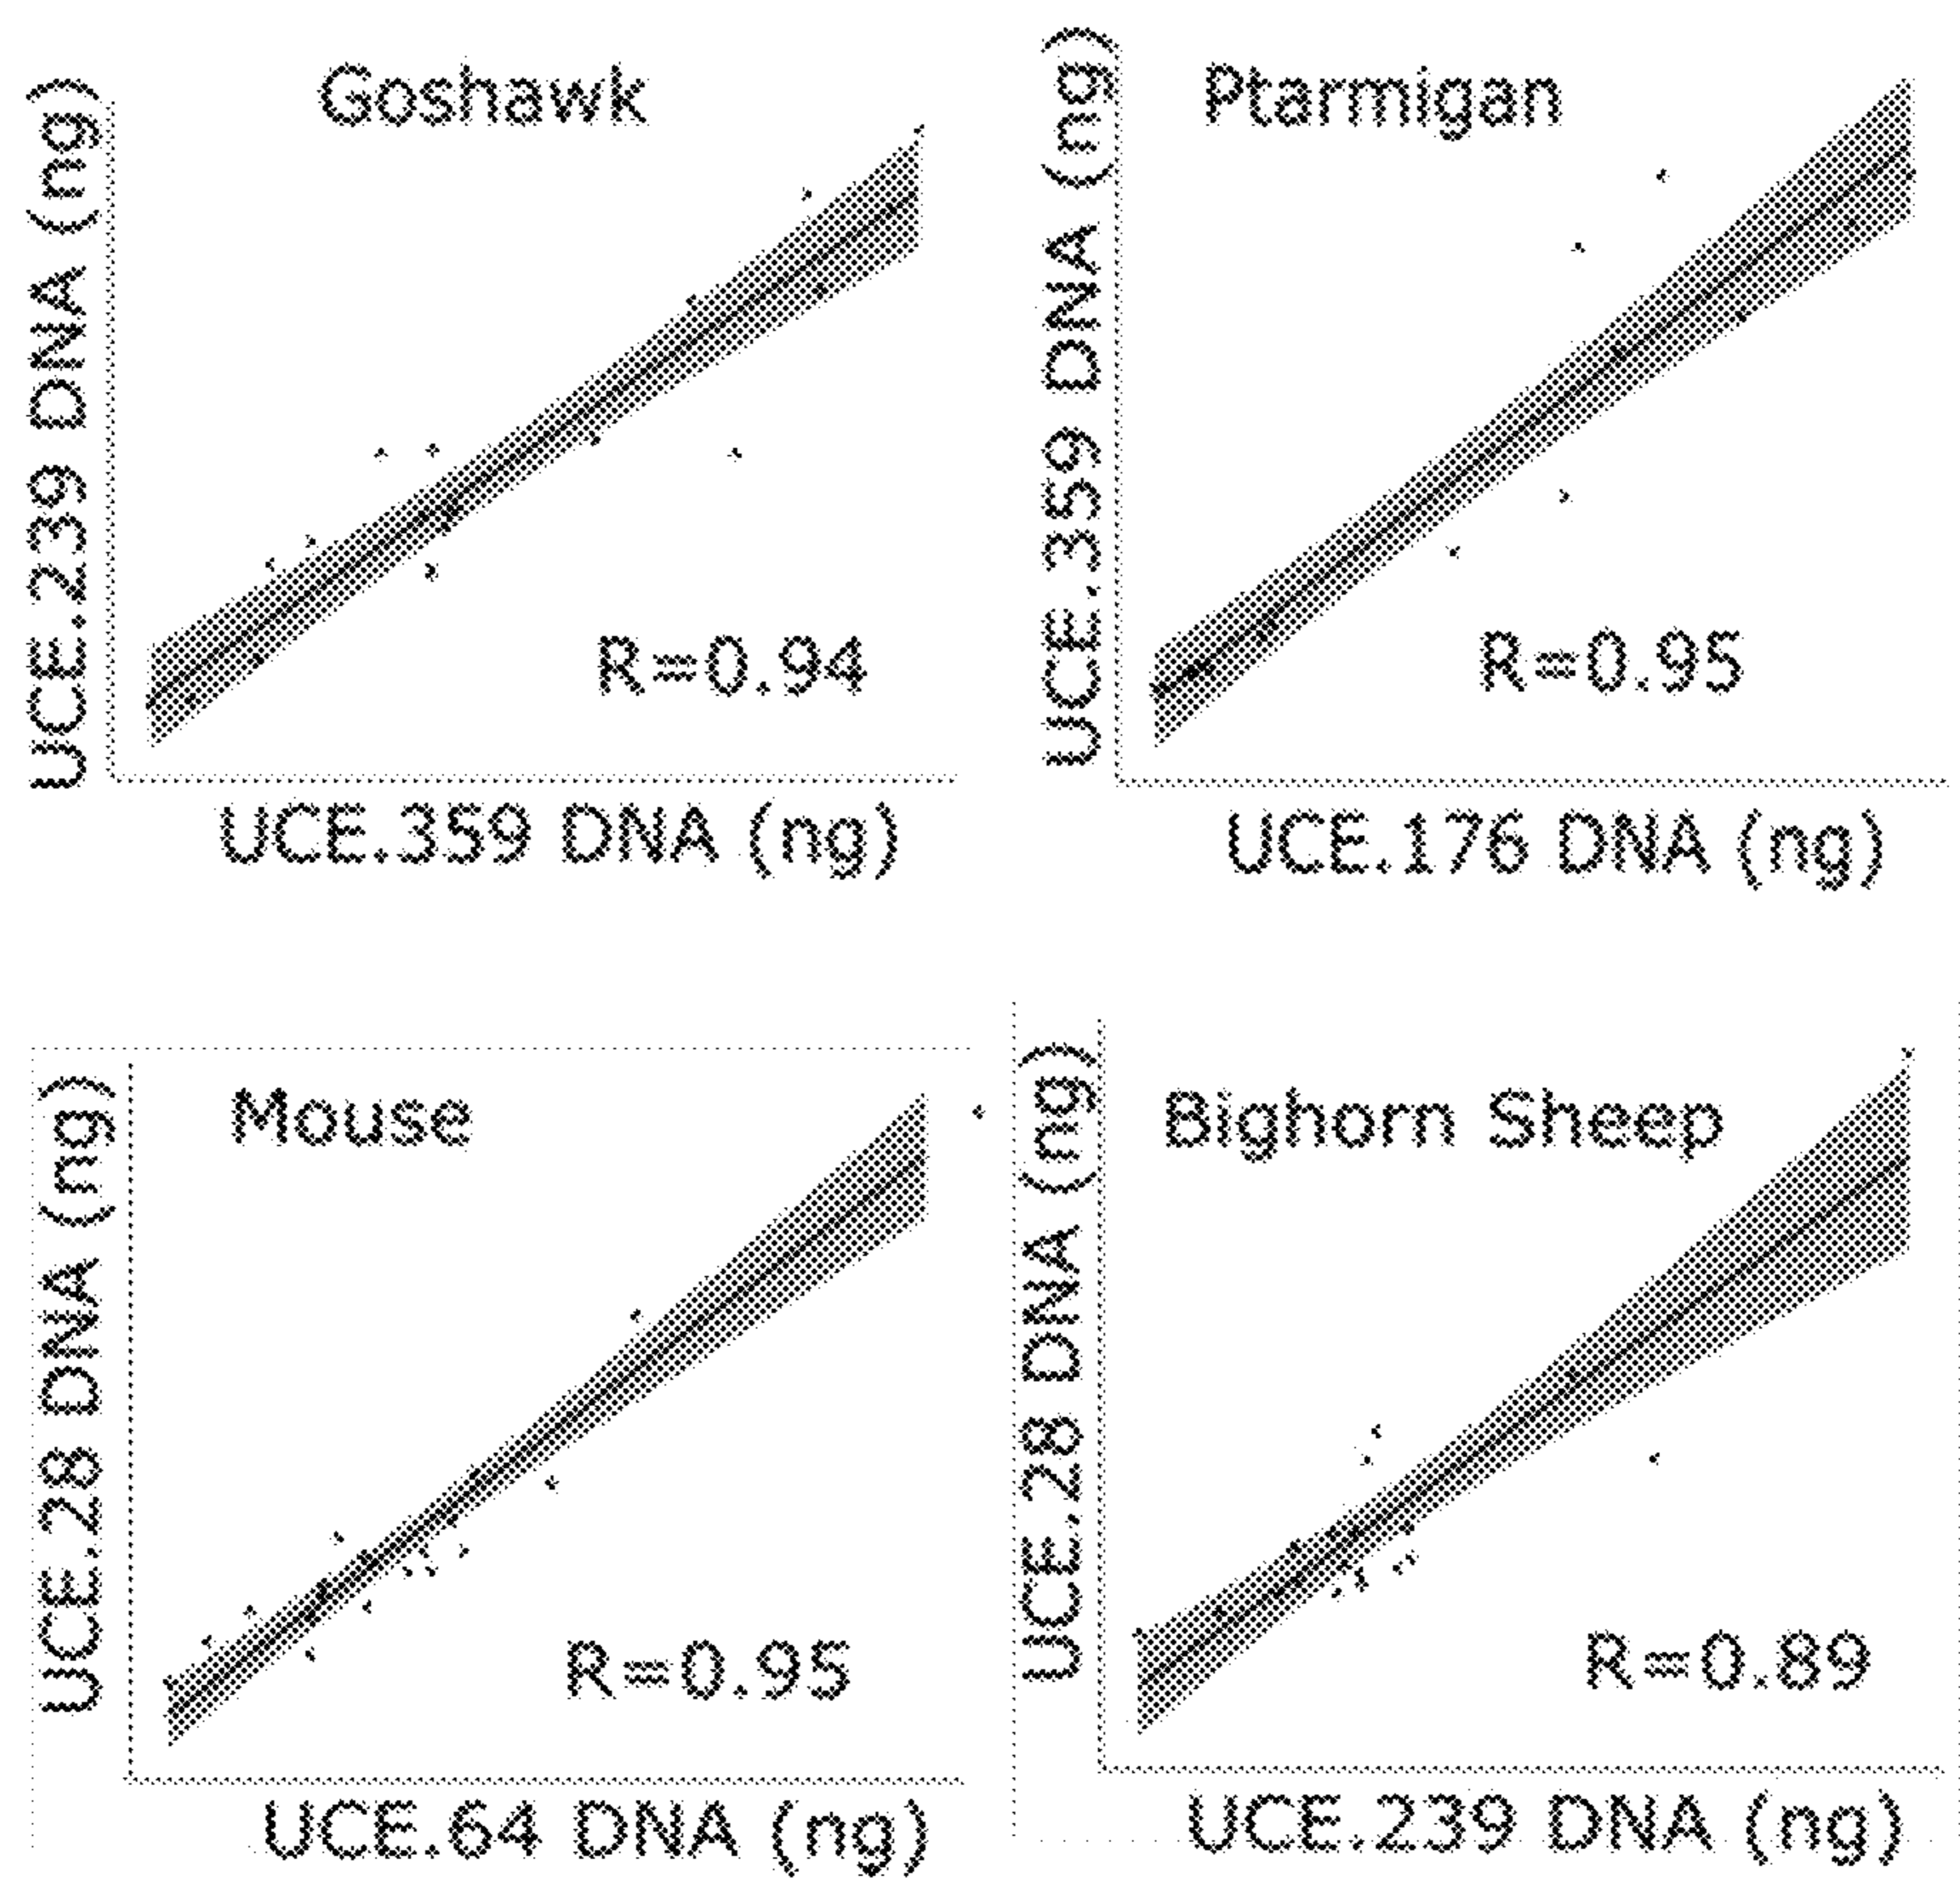 Goshawk
UCE.239 DNA (ng)
R=0.94
UCE.359 DNA (ng)
Ptarmigan
UCE.359 DNA (ng)
R=0.95
UCE.176 DNA (ng)
Mouse
UCE.28 DNA (ng)
R=0.95
UCE.64 DNA (ng)
Bighorn Sheep
UCE.28 DNA (ng)
R=0.89
UCE.239 DNA (ng)